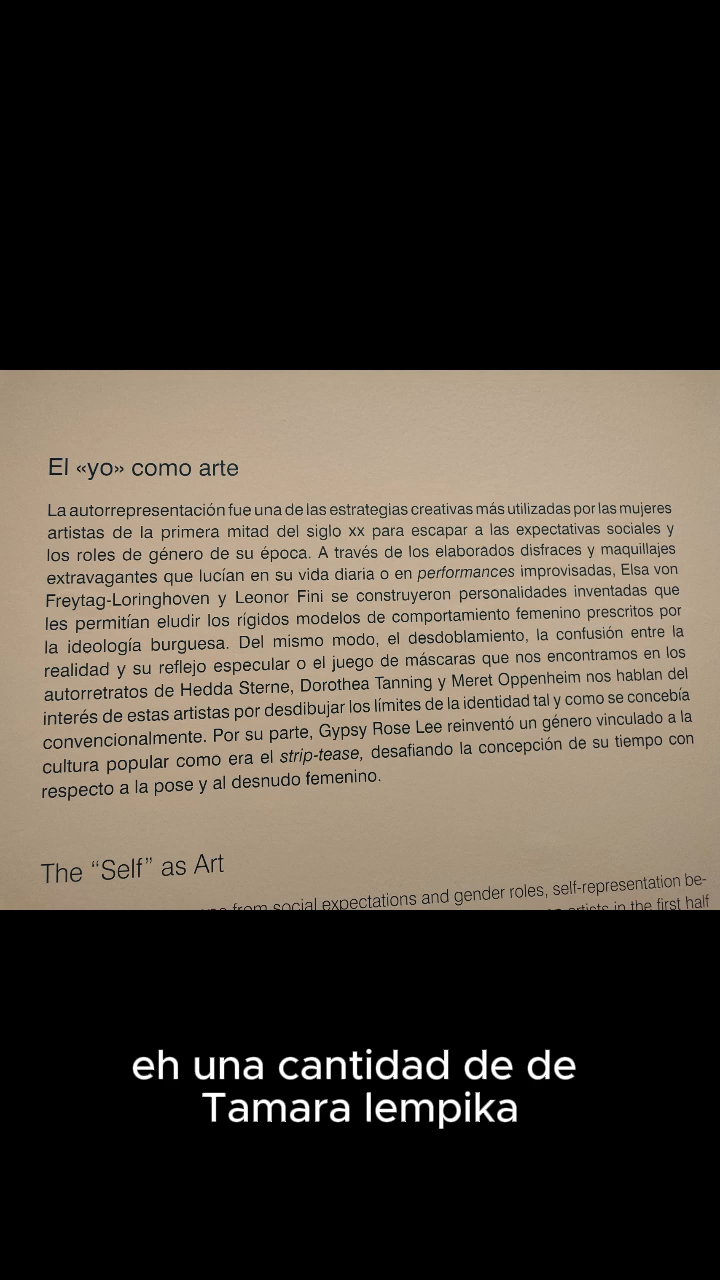 El «yo» como arte
La autorrepresentación fue una de las estrategias creativas más utilizadas por las mujeres
artistas de la primera mitad del siglo xx para escapar a las expectativas sociales y
los roles de género de su época. A través de los elaborados disfraces y maquillajes
extravagantes que lucían en su vida diaria o en performances improvisadas, Elsa von
Freytag-Loringhoven y Leonor Fini se construyeron personalidades inventadas que
les permitían eludir los rígidos modelos de comportamiento femenino prescritos por
la ideología burguesa. Del mismo modo, el desdoblamiento, la confusión entre la
realidad y su reflejo especular o el juego de máscaras que nos encontramos en los
autorretratos de Hedda Sterne, Dorothea Tanning y Meret Oppenheim nos hablan del
interés de estas artistas por desdibujar los límites de la identidad tal y como se concebía
convencionalmente. Por su parte, Gypsy Rose Lee reinventó un género vinculado a la
cultura popular como era el strip-tease, desafiando la concepción de su tiempo con
respecto a la pose y al desnudo femenino.
The “Self” as Art
from social expectations and gender roles, self-representation be-
artists in the first half
eh una cantidad de de
Tamara lempika